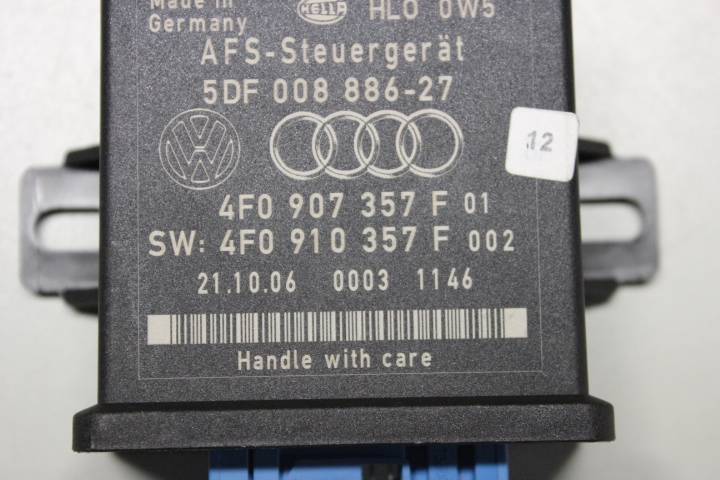 Made in
Germany
HELLA
HL0 0W5
AFS-Steuergerät
5DF 008 886-27
12
4F0 907 357 F 01
SW: 4F0 910 357 F 002
21.10.06 0003 1146
Handle with care